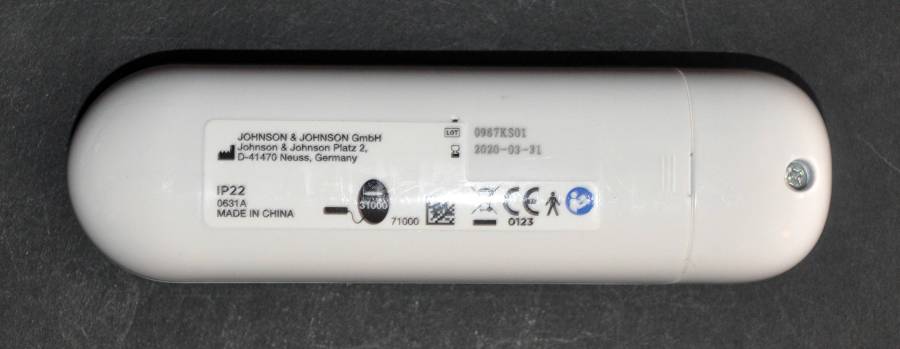 JOHNSON & JOHNSON GmbH
Johnson & Johnson Platz 2,
D-41470 Neuss, Germany
LOT 0987KS01
2020-03-31
IP22
0631A
MADE IN CHINA
31000
71000
CE
0123